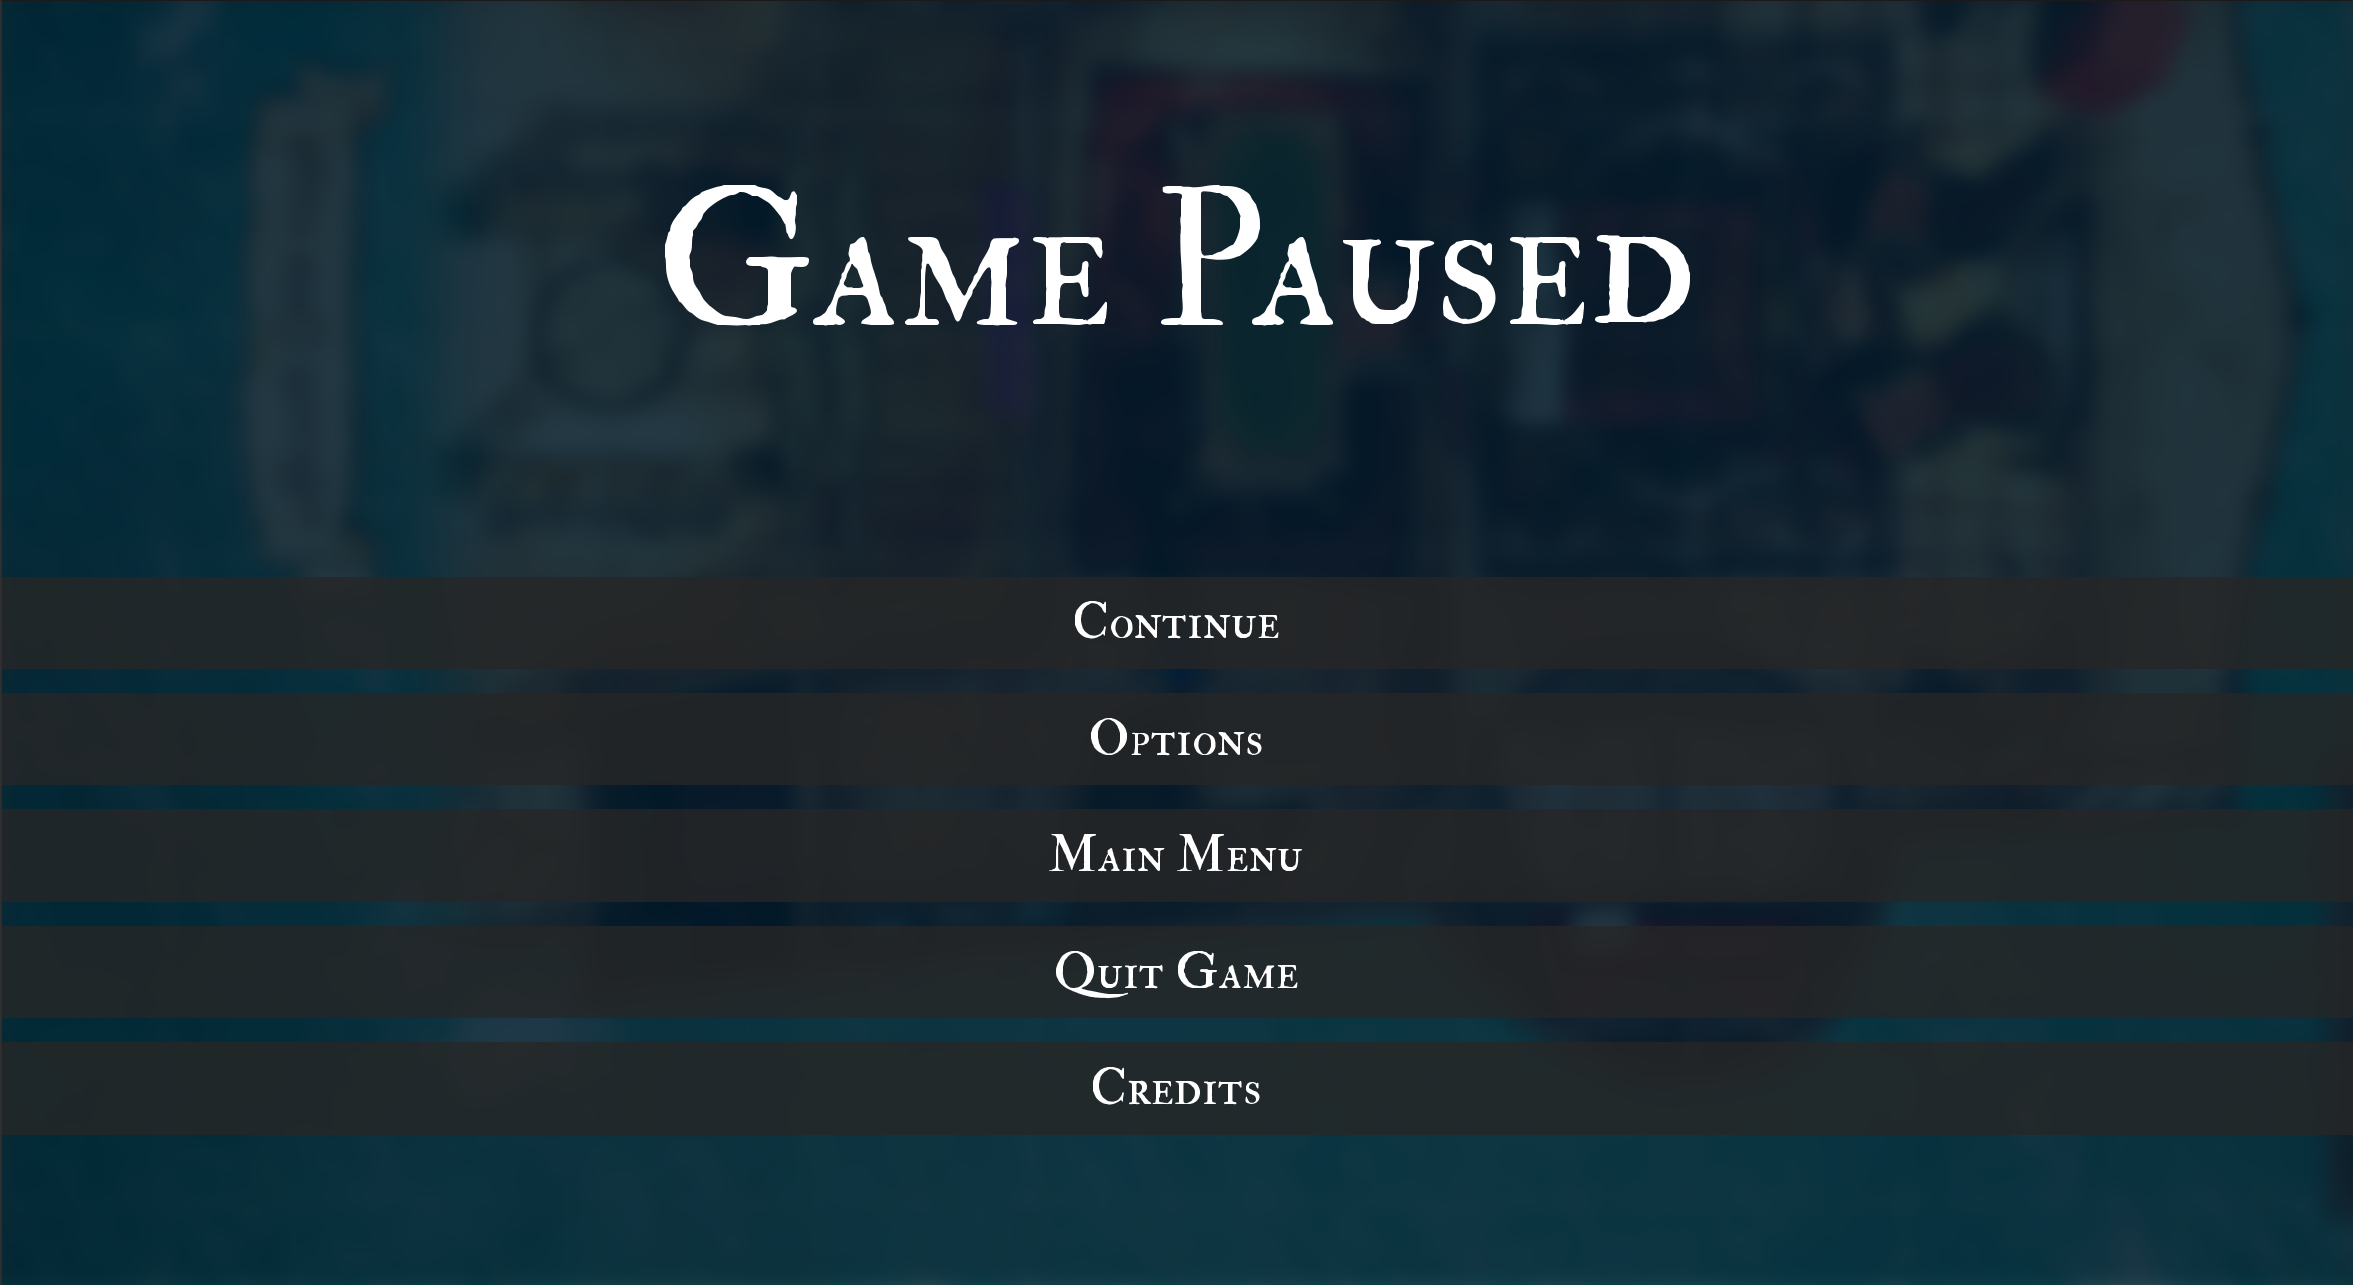 Game Paused
Continue
Options
Main Menu
Quit Game
Credits